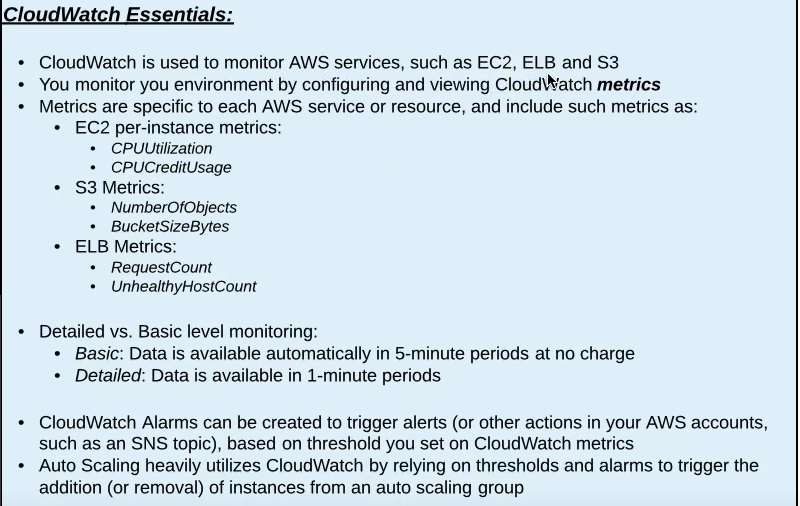 CloudWatch Essentials:
• CloudWatch is used to monitor AWS services, such as EC2, ELB and S3
• You monitor you environment by configuring and viewing CloudWatch metrics
• Metrics are specific to each AWS service or resource, and include such metrics as:
• EC2 per-instance metrics:
• CPUUtilization
• CPUCreditUsage
• S3 Metrics:
• NumberOfObjects
• BucketSizeBytes
• ELB Metrics:
• RequestCount
• UnhealthyHostCount
• Detailed vs. Basic level monitoring:
• Basic: Data is available automatically in 5-minute periods at no charge
• Detailed: Data is available in 1-minute periods
• CloudWatch Alarms can be created to trigger alerts (or other actions in your AWS accounts,
such as an SNS topic), based on threshold you set on CloudWatch metrics
• Auto Scaling heavily utilizes CloudWatch by relying on thresholds and alarms to trigger the
addition (or removal) of instances from an auto scaling group